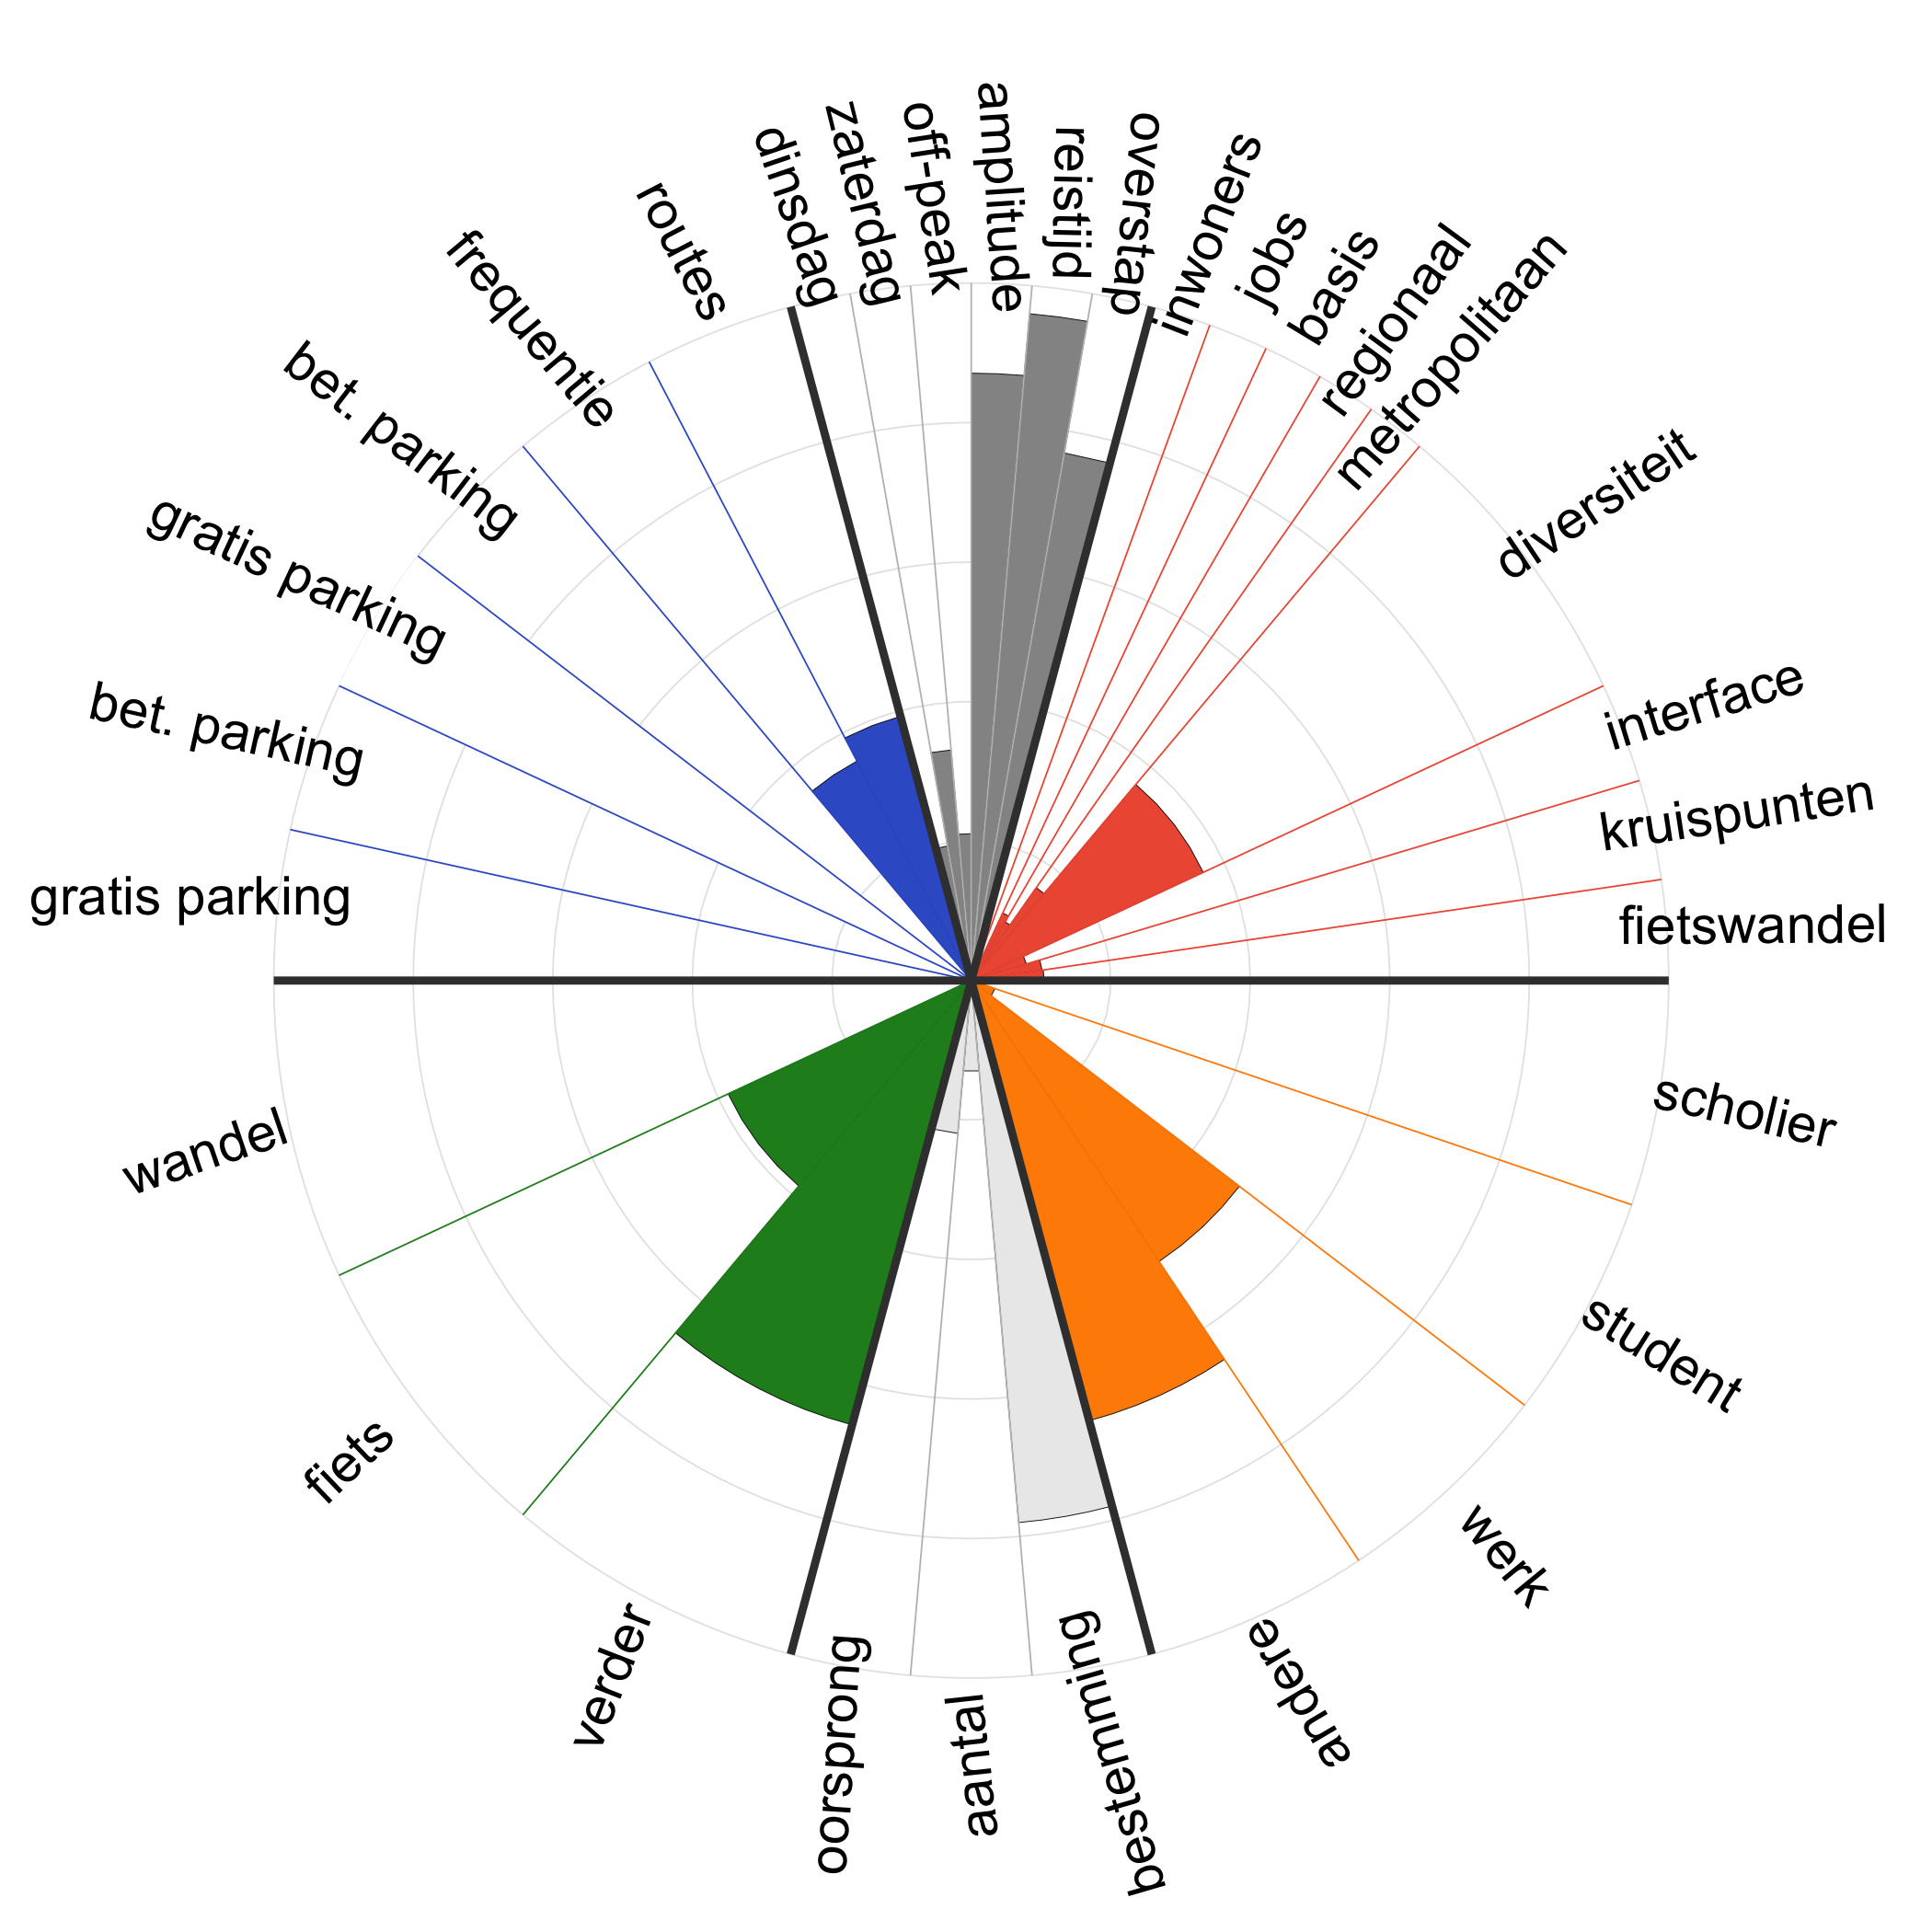 amplitude
reistijd
overstap
inwoners
jobs
basis
regionaal
metropolitaan
diversiteit
interface
kruispunten
fietswandel
scholier
student
werk
andere
bestemming
aantal
oorsprong
verder
fiets
wandel
gratis parking
bet. parking
gratis parking
bet. parking
frequentie
routes
dinsdag
zaterdag
off-peak